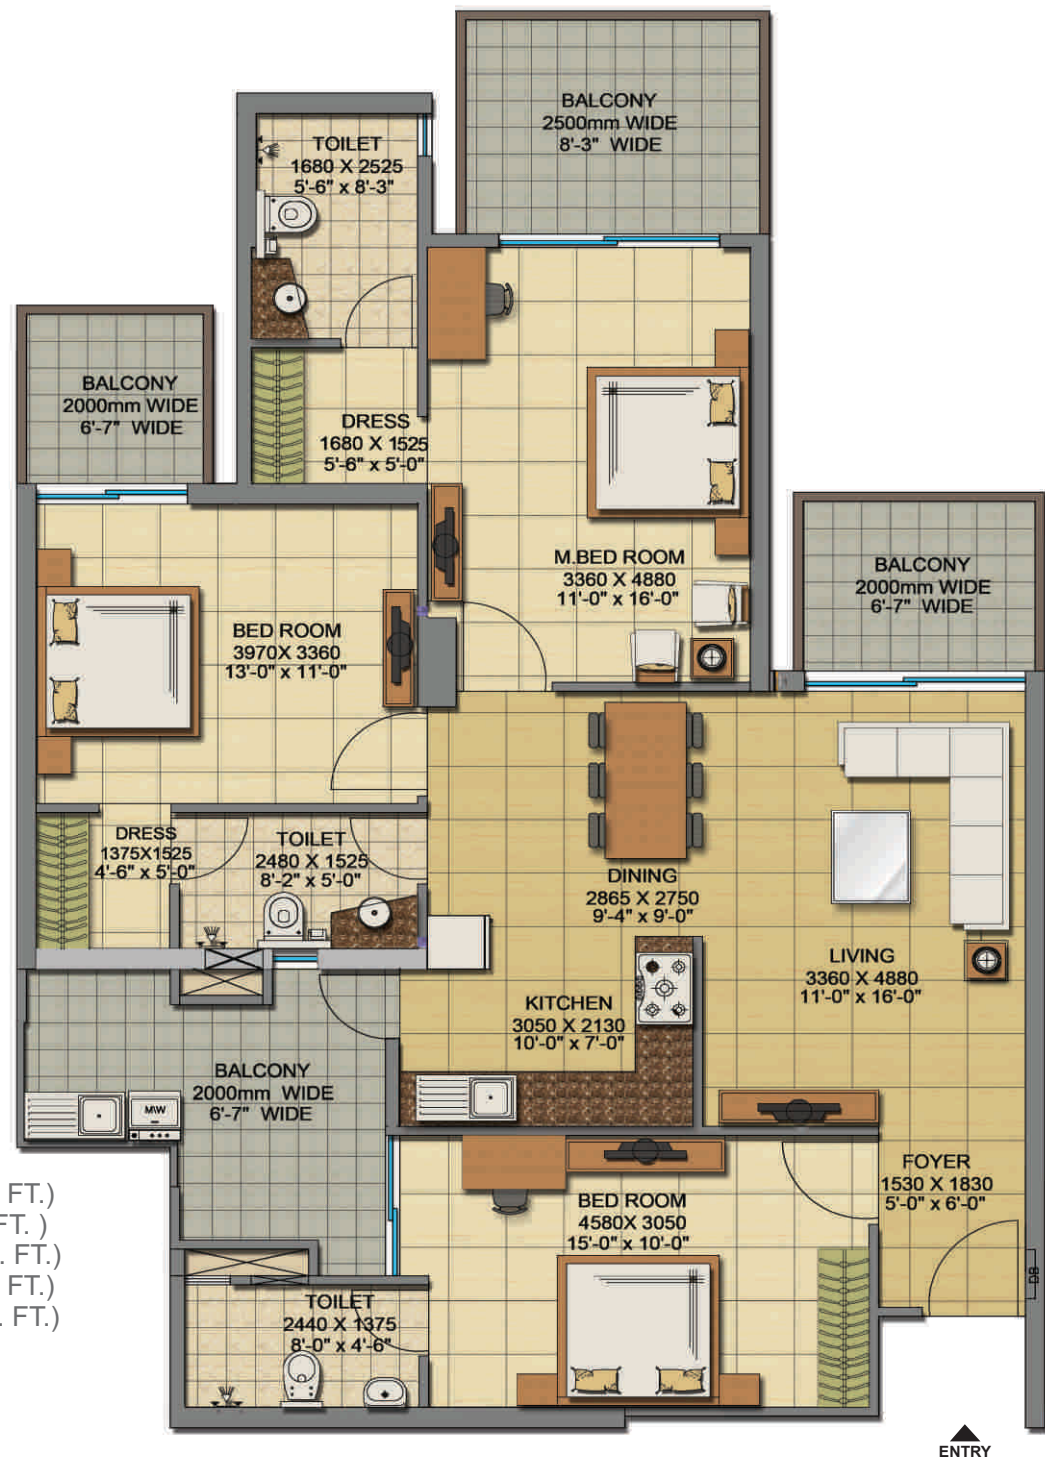 BALCONY
2500mm WIDE
8'-3" WIDE
TOILET
1680 X 2525
5'-6" x 8'-3"
BALCONY
2000mm WIDE
6'-7" WIDE
DRESS
1680 X 1525
5'-6" x 5'-0"
M.BED ROOM
3360 X 4880
11'-0" x 16'-0"
BALCONY
2000mm WIDE
6'-7" WIDE
BED ROOM
3970X 3360
13'-0" x 11'-0"
DRESS
1375X1525
4'-6" x 5'-0"
TOILET
2480 X 1525
8'-2" x 5'-0"
DINING
2865 X 2750
9'-4" x 9'-0"
LIVING
3360 X 4880
11'-0" x 16'-0"
KITCHEN
3050 X 2130
10'-0" x 7'-0"
BALCONY
2000mm WIDE
6'-7" WIDE
M\W
FOYER
1530 X 1830
5'-0" x 6'-0"
BED ROOM
4580X 3050
15'-0" x 10'-0"
FT.)
FT. )
. FT.)
FT.)
. FT.)
DB
TOILET
2440 X 1375
8'-0" x 4'-6"
ENTRY